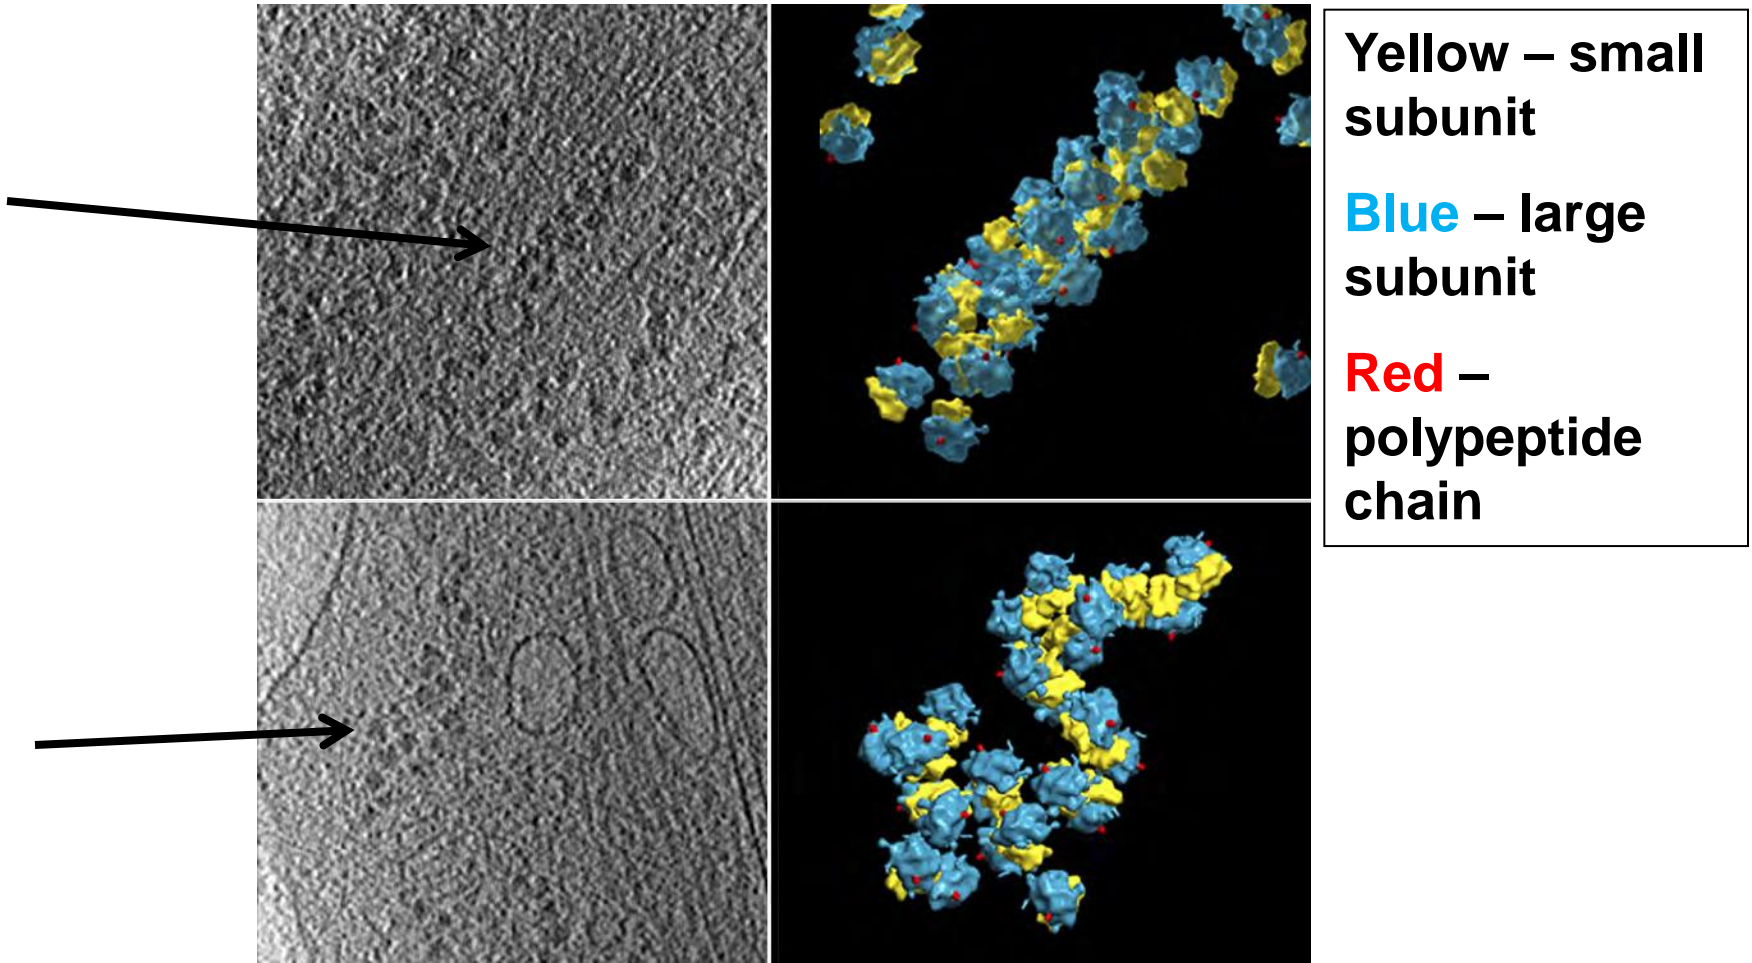 Yellow – small
subunit
Blue – large
subunit
Red –
polypeptide
chain